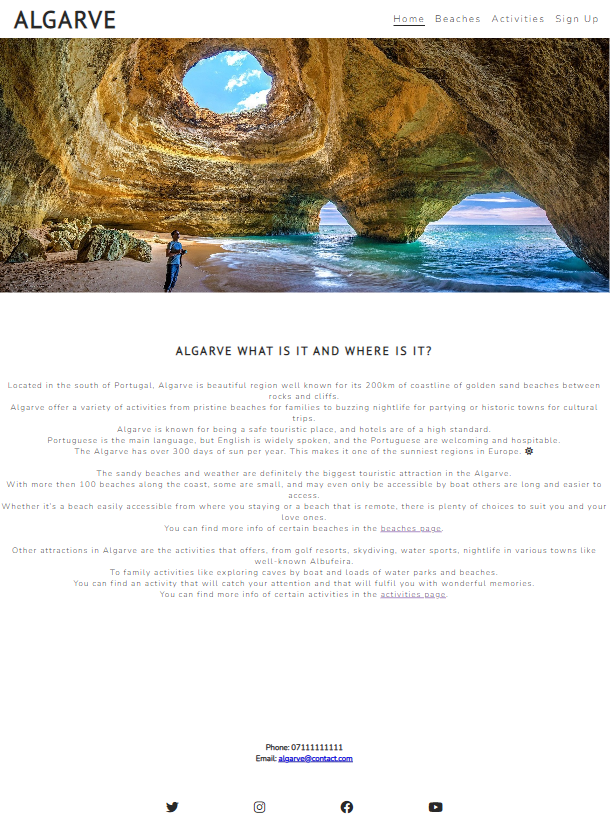 ALGARVE
Home Beaches Activities Sign Up
ALGARVE WHAT IS IT AND WHERE IS IT?
Located in the south of Portugal, Algarve is beautiful region well known for its 200km of coastline of golden sand beaches between
rocks and cliffs.
Algarve offer a variety of activities from pristine beaches for families to buzzing nightlife for partying or historic towns for cultural
trips.
Algarve is known for being a safe touristic place, and hotels are of a high standard.
Portuguese is the main language, but English is widely spoken, and the Portuguese are welcoming and hospitable.
The Algarve has over 300 days of sun per year. This makes it one of the sunniest regions in Europe.
The sandy beaches and weather are definitely the biggest touristic attraction in the Algarve.
With more then 100 beaches along the coast, some are small, and may even only be accessible by boat others are long and easier to
access.
Whether it's a beach easily accessible from where you staying or a beach that is remote, there is plenty of choices to suit you and your
love ones.
You can find more info of certain beaches in the beaches page.
Other attractions in Algarve are the activities that offers, from golf resorts, skydiving, water sports, nightlife in various towns like
well-known Albufeira.
To family activities like exploring caves by boat and loads of water parks and beaches.
You can find an activity that will catch your attention and that will fulfil you with wonderful memories.
You can find more info of certain activities in the activities page.
Phone: 07111111111
Email: algarve@contact.com